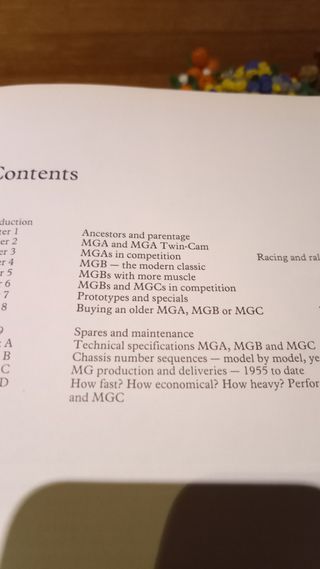 Contents
duction
ter 1 Ancestors and parentage
er 2 MGA and MGA Twin-Cam
er 3 MGAs in competition Racing and ral
er 4 MGB — the modern classic
r 5 MGBs with more muscle
r 6 MGBs and MGCs in competition
7 Prototypes and specials
8 Buying an older MGA, MGB or MGC
9 Spares and maintenance
A Technical specifications MGA, MGB and MGC
B Chassis number sequences — model by model, ye
C MG production and deliveries — 1955 to date
D How fast? How economical? How heavy? Perfor
and MGC